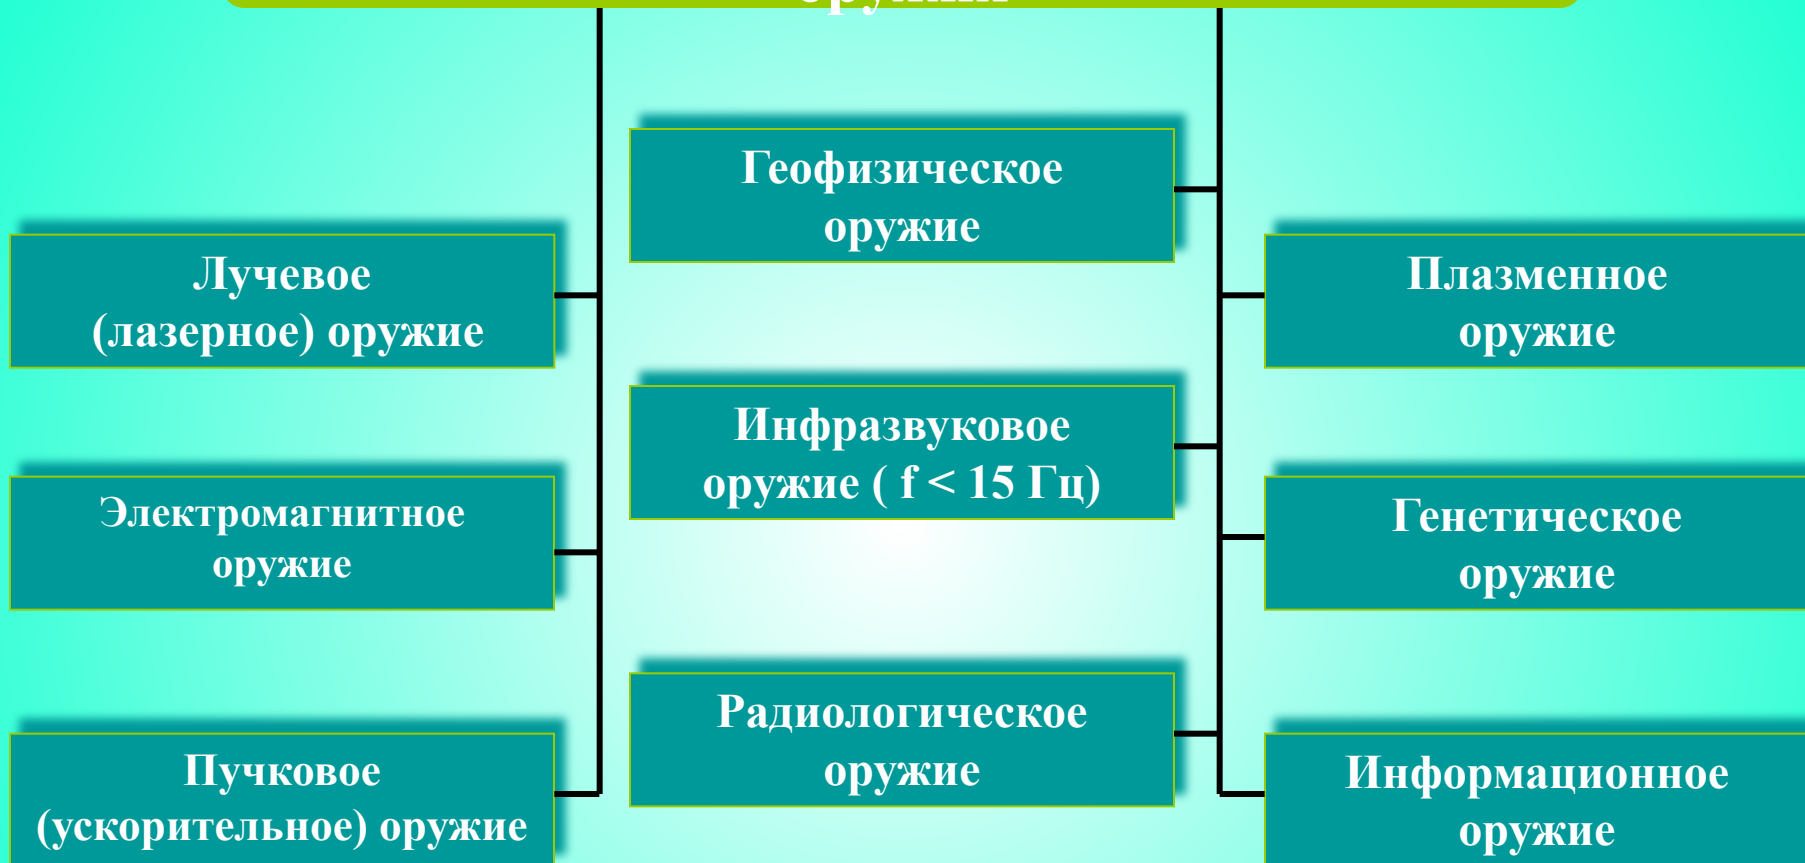 Лучевое
(лазерное) оружие
Электромагнитное
оружие
Пучковое
(ускорительное) оружие
Геофизическое
оружие
Инфразвуковое
оружие ( f < 15 Гц)
Радиологическое
оружие
Плазменное
оружие
Генетическое
оружие
Информационное
оружие